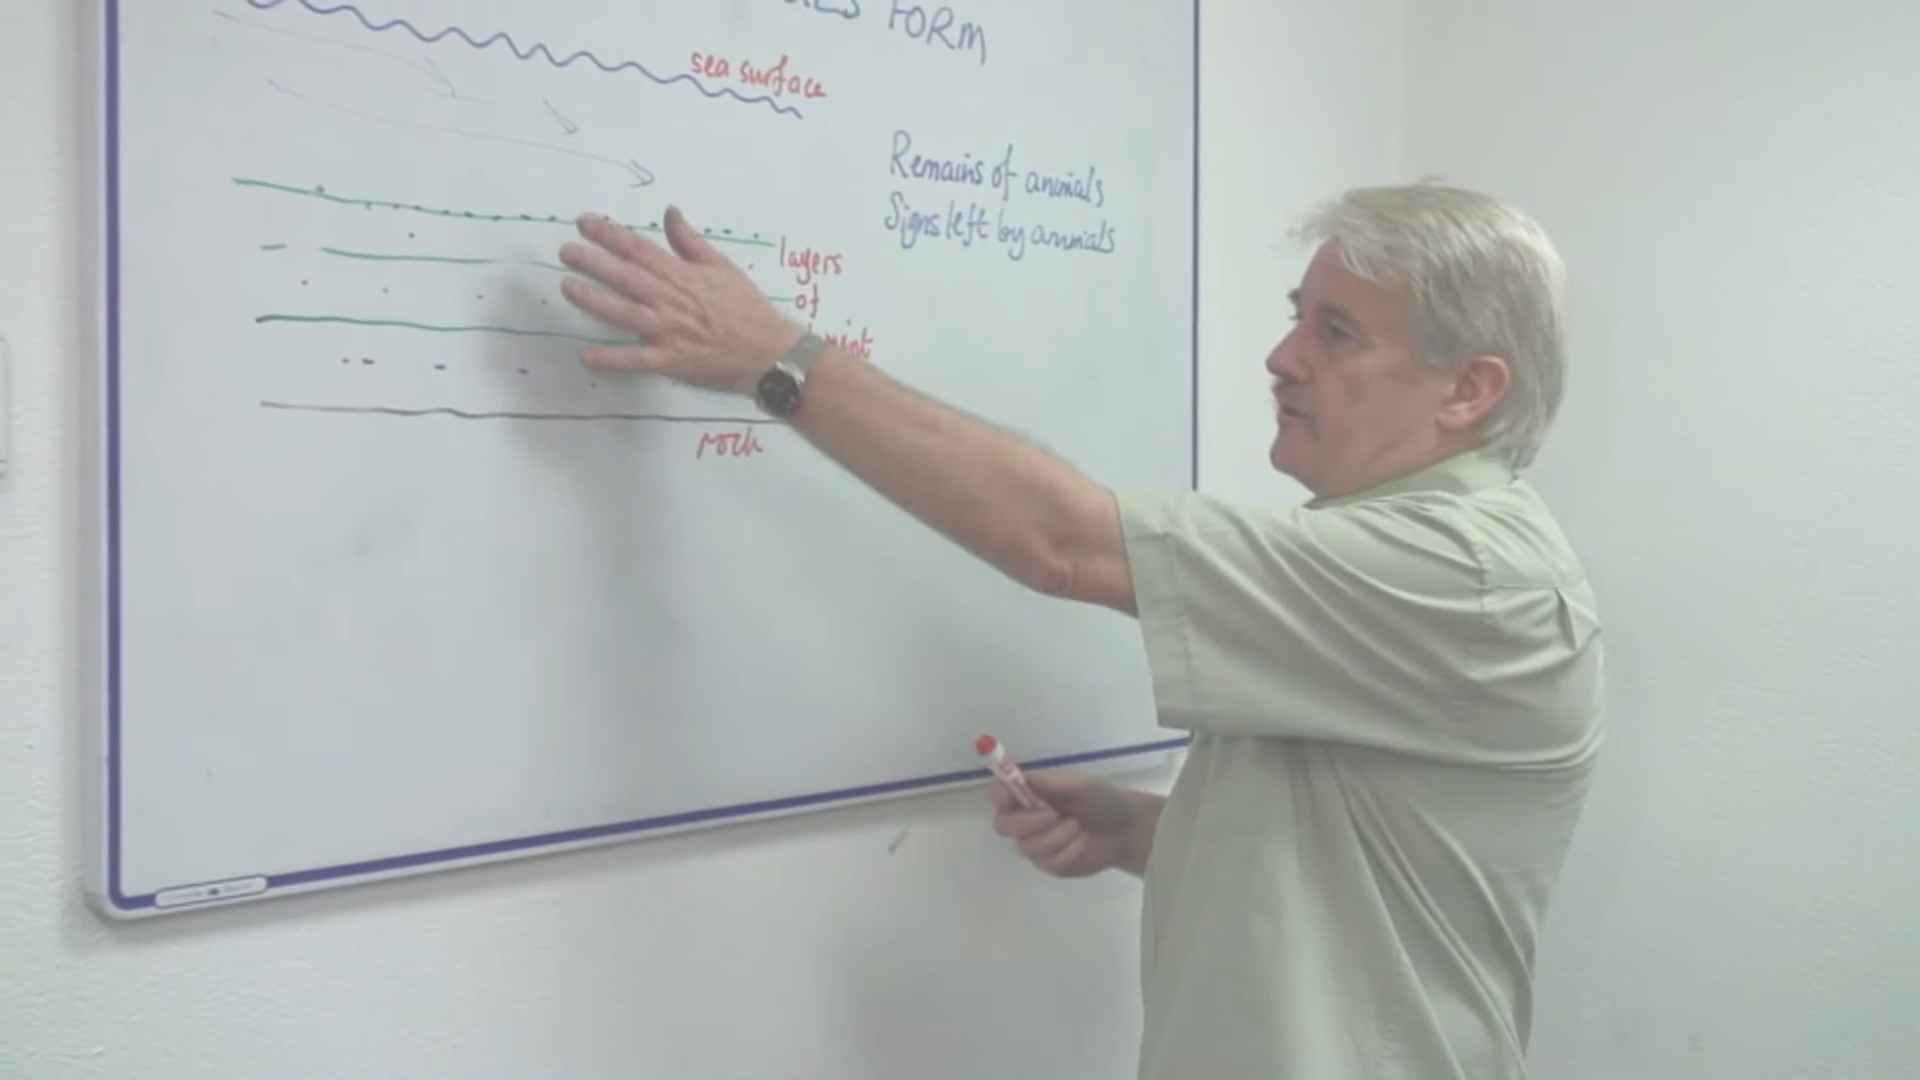 FORM
sea surface
Remains of animals
Signs left by animals
layers
of
rock